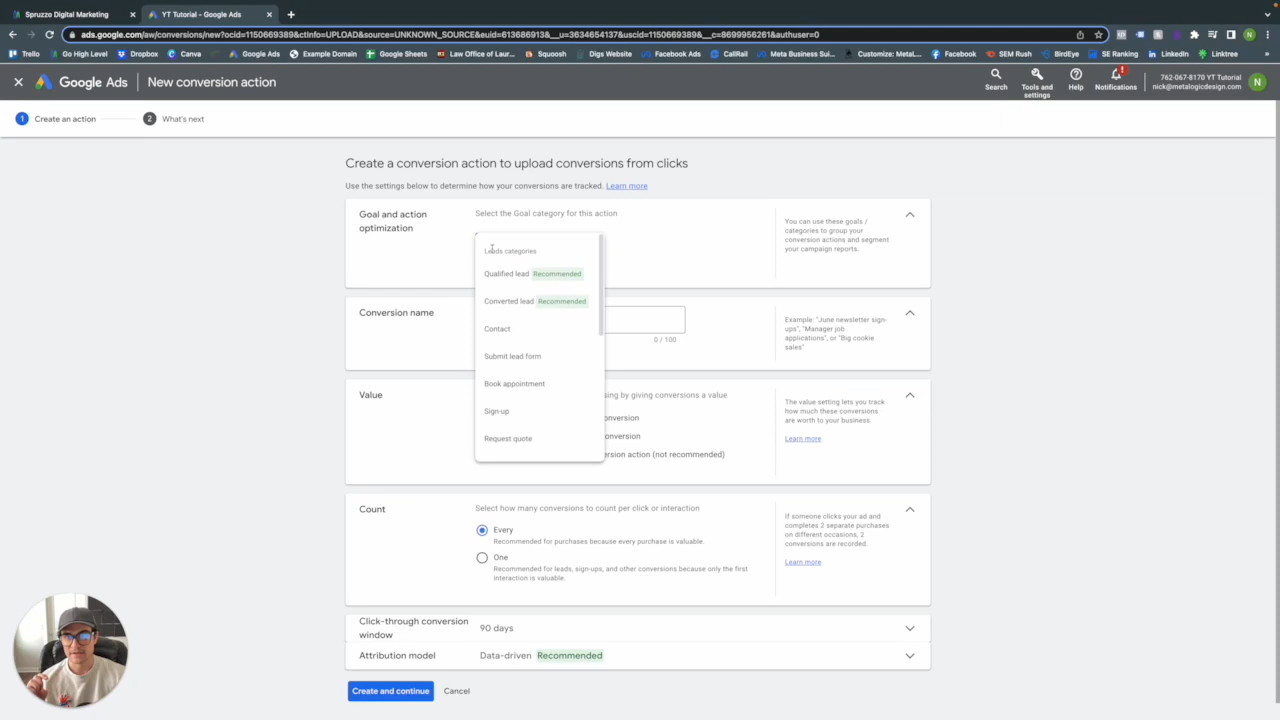 Spruzzo Digital Marketing
YT Tutorial - Google Ads
ads.google.com/aw/conversions/new?ocid=1150669389&ctInfo=UPLOAD&source=UNKNOWN_SOURCE&euid=613686913&__u=3634654137&uscid=1150669389&__c=8699956261&authuser=0
Trello
Go High Level
Dropbox
Canva
Google Ads
Google Sheets
Question Form
Law Office of Lau...
Squoosh
Digs Website
Facebook Ads
CallRail
What is my Avera...
Customize: MetaL...
Facebook
SEM Rush
BirdEye
SE Ranking
LinkedIn
Linktree
Google Ads
New conversion action
Search
Tools and settings
Help
Notifications
762-067-8170 YT Tutorial
nick@metalogicdesign.com
N
1 Create an action
2 What's next
Create a conversion action to upload conversions from clicks
Use the settings below to determine how your conversions are tracked. Learn more
Goal and action
optimization
Select the Goal category for this action
You can use these goals /
categories to group your
conversion actions and segment
your campaign reports.
Leads categories
Qualified lead Recommended
Converted lead Recommended
Contact
Submit lead form
Book appointment
Sign-up
Request quote
Conversion name
0 / 100
Example: "June newsletter sign-
ups", "Manager job
applications", or "Big cookie
sales"
Value
sing by giving conversions a value
onversion
onversion
ersion action (not recommended)
The value setting lets you track
how much these conversions
are worth to your business.
Learn more
Count
Select how many conversions to count per click or interaction
Every
Recommended for purchases because every purchase is valuable.
One
Recommended for leads, sign-ups, and other conversions because only the first
interaction is valuable.
If someone clicks your ad and
completes 2 separate purchases
on different occasions, 2
conversions are recorded.
Learn more
Click-through conversion
window
90 days
Attribution model
Data-driven Recommended
Create and continue
Cancel